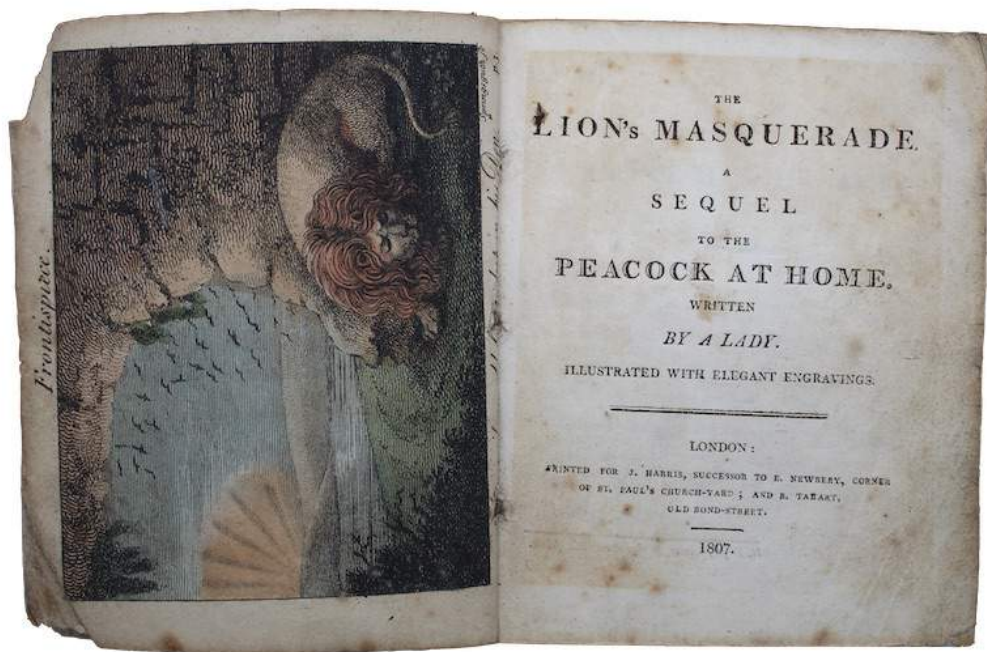 Frontispiece.
THE
LION's MASQUERADE.
A
SEQUEL
TO THE
PEACOCK AT HOME.
WRITTEN
BY A LADY.
ILLUSTRATED WITH ELEGANT ENGRAVINGS.
LONDON:
PRINTED FOR J. HARRIS, SUCCESSOR TO E. NEWBERY, CORNER
OF ST. PAUL'S CHURCH-YARD; AND B. TABART,
OLD BOND-STREET.
1807.